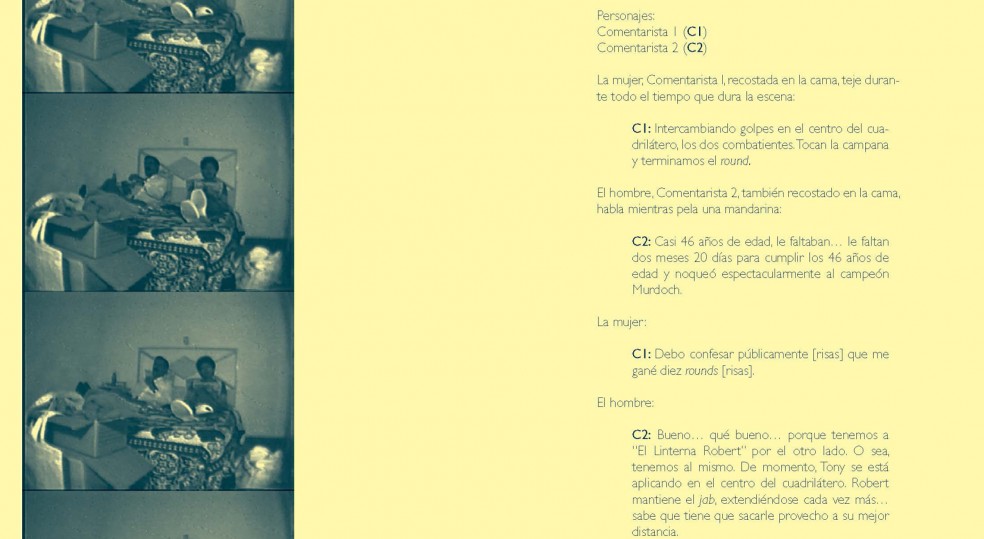 Personajes:
Comentarista 1 (C1)
Comentarista 2 (C2)
La mujer, Comentarista I, recostada en la cama, teje duran-
te todo el tiempo que dura la escena:
C1: Intercambiando golpes en el centro del cua-
drilátero, los dos combatientes. Tocan la campana
y terminamos el round.
El hombre, Comentarista 2, también recostado en la cama,
habla mientras pela una mandarina:
C2: Casi 46 años de edad, le faltaban… le faltan
dos meses 20 días para cumplir los 46 años de
edad y noqueó espectacularmente al campeón
Murdoch.
La mujer:
C1: Debo confesar públicamente [risas] que me
gané diez rounds [risas].
El hombre:
C2: Bueno… qué bueno… porque tenemos a
"El Linterna Robert" por el otro lado. O sea,
tenemos al mismo. De momento, Tony se está
aplicando en el centro del cuadrilátero. Robert
mantiene el jab, extendiéndose cada vez más…
sabe que tiene que sacarle provecho a su mejor
distancia.